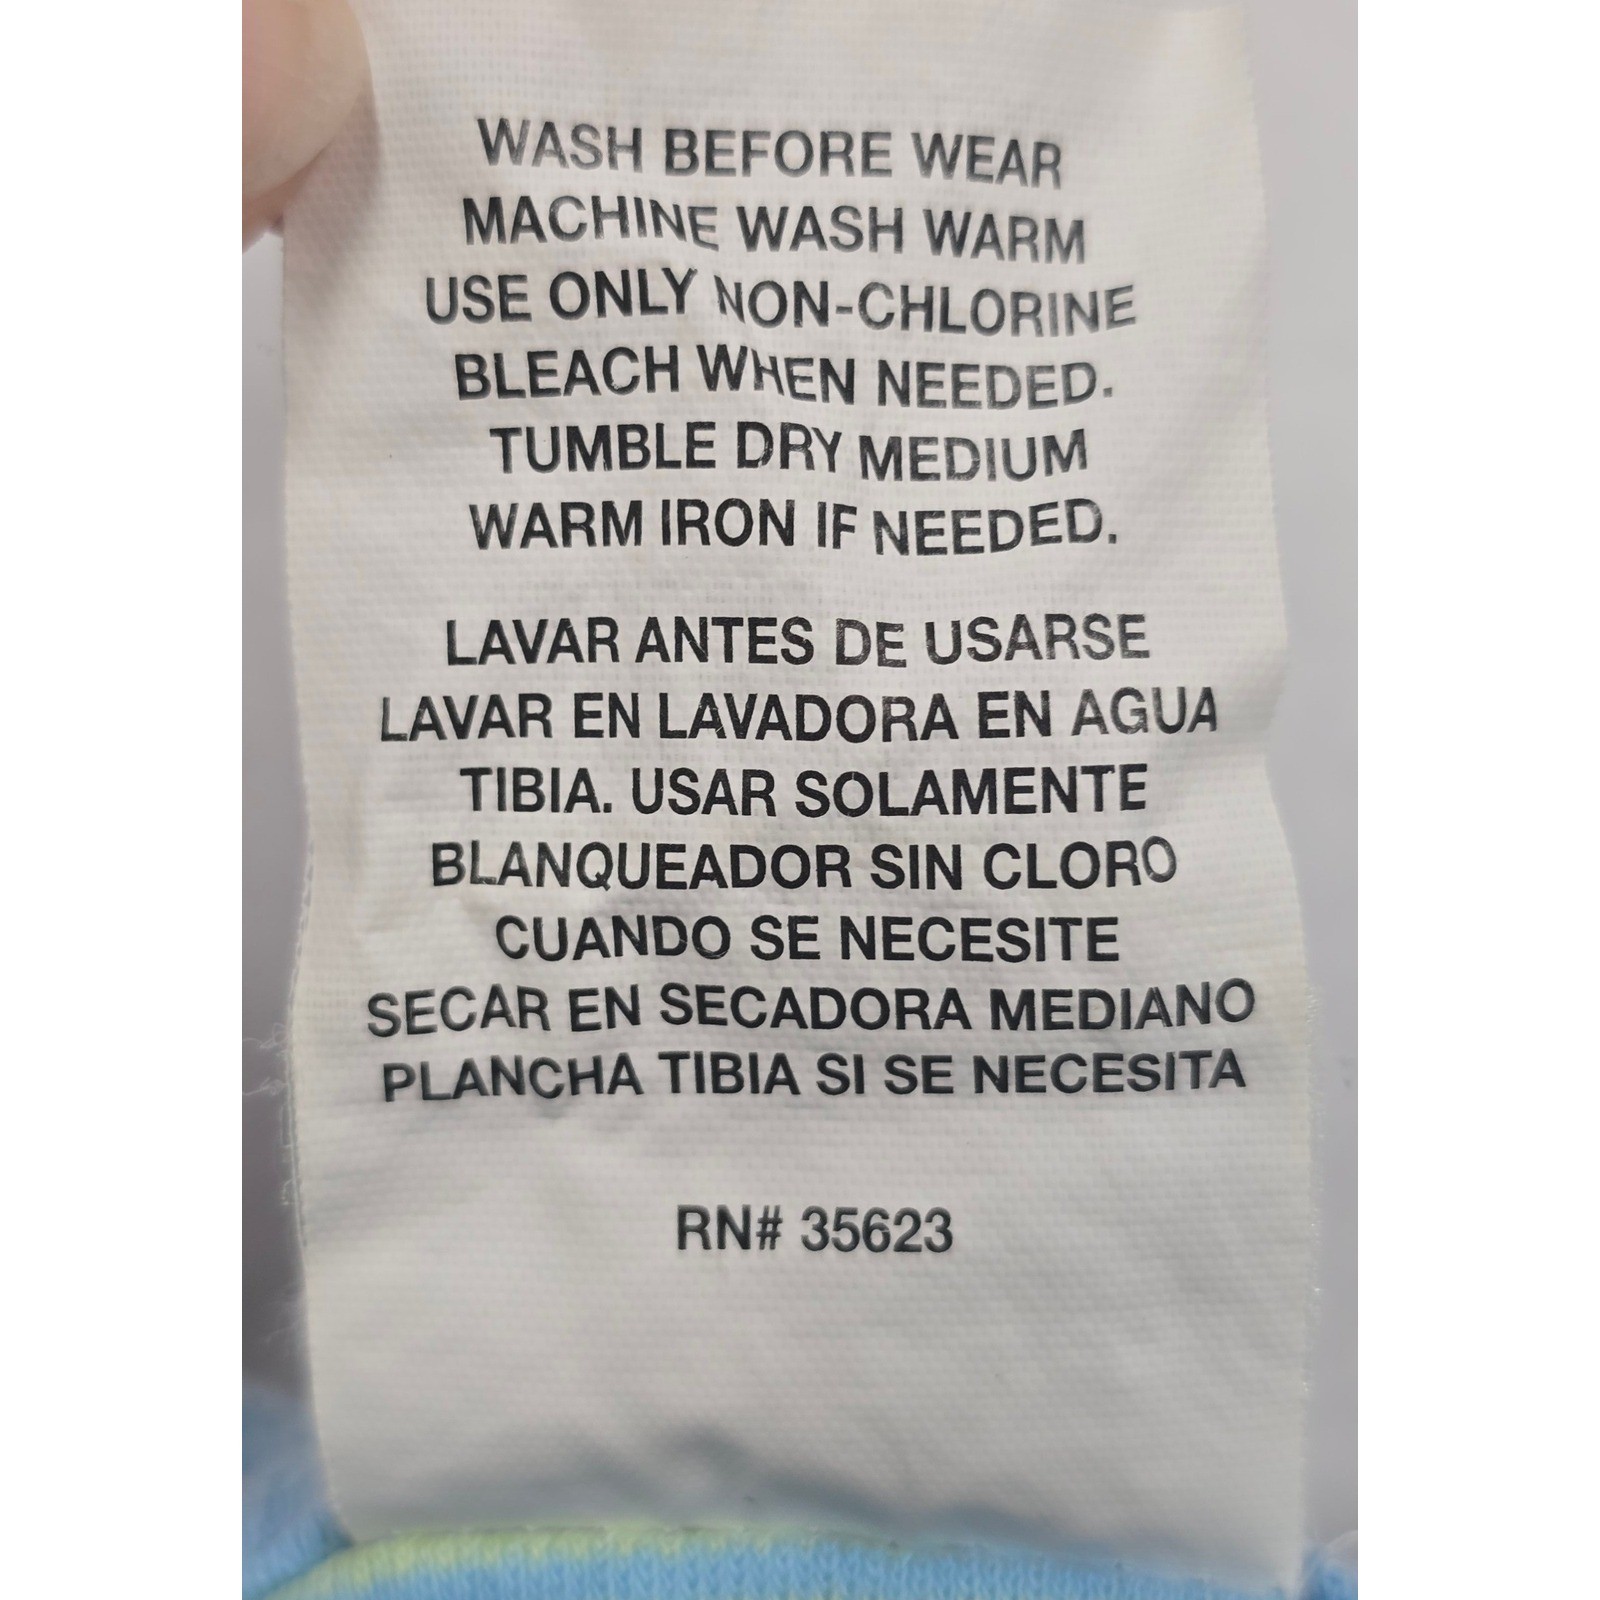 WASH BEFORE WEAR
MACHINE WASH WARM
USE ONLY NON-CHLORINE
BLEACH WHEN NEEDED.
TUMBLE DRY MEDIUM
WARM IRON IF NEEDED.
LAVAR ANTES DE USARSE
LAVAR EN LAVADORA EN AGUA
TIBIA. USAR SOLAMENTE
BLANQUEADOR SIN CLORO
CUANDO SE NECESITE
SECAR EN SECADORA MEDIANO
PLANCHA TIBIA SI SE NECESITA
RN# 35623